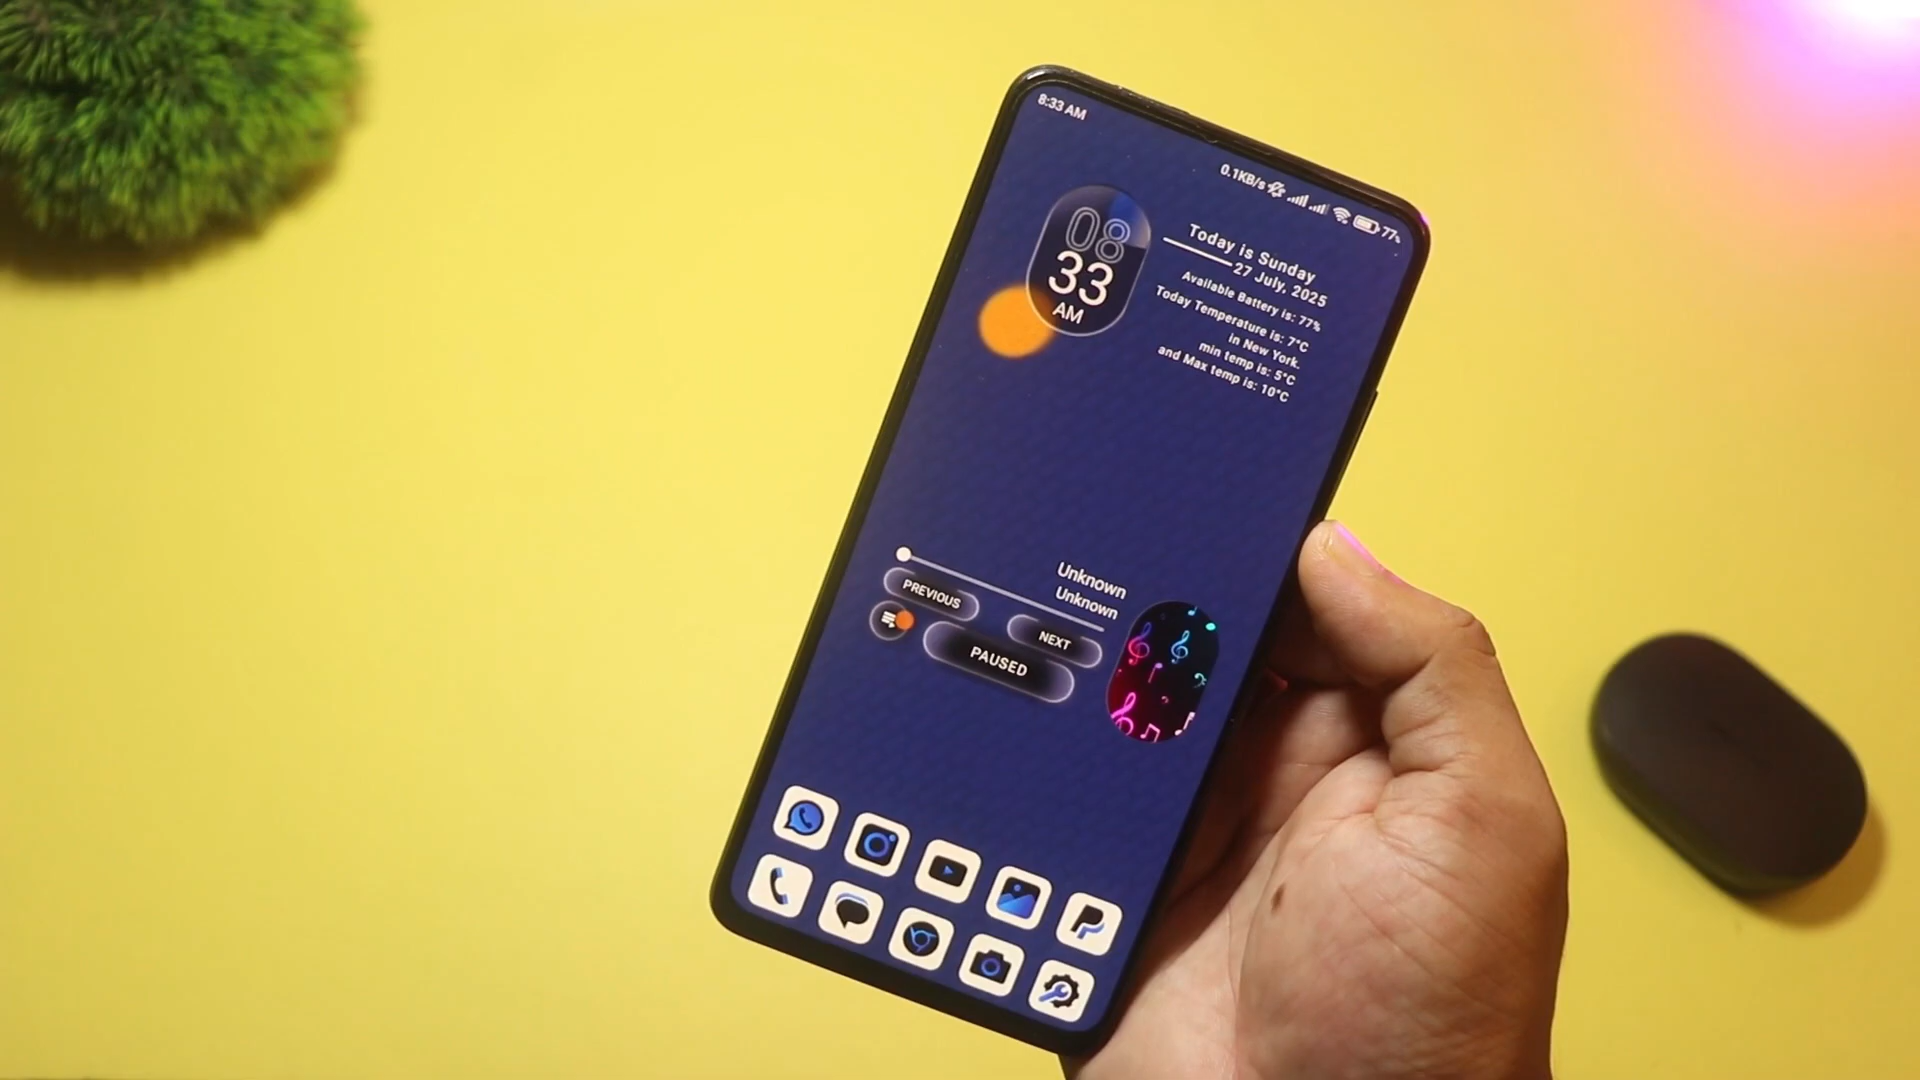 8:33 AM
0.1KB/s 77%
08
33
AM
Today is Sunday
27 July, 2025
Available Battery is: 77%
Today Temperature is: 7°C
in New York.
min temp is: 5°C
and Max temp is: 10°C
Unknown
Unknown
PREVIOUS
NEXT
PAUSED